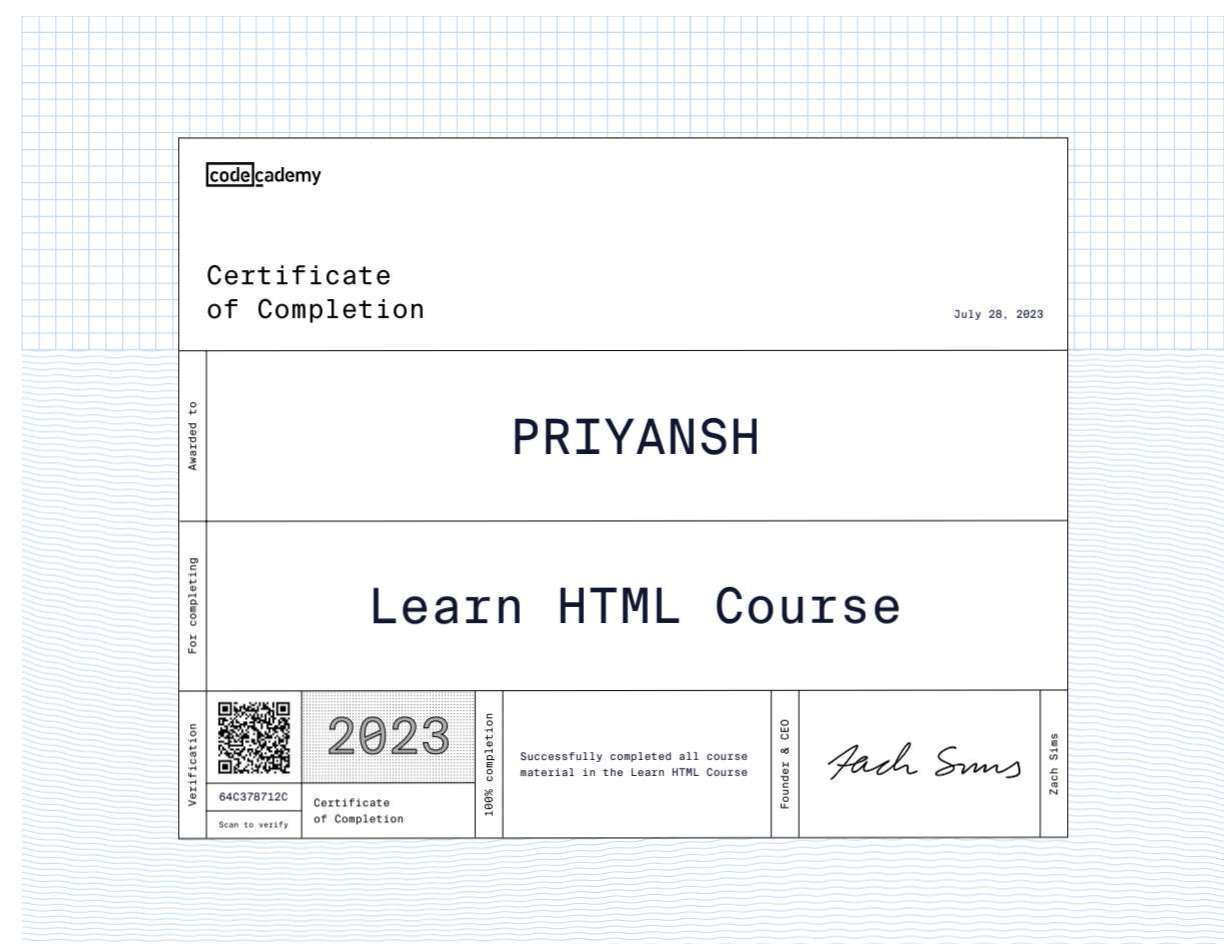 codecademy
Certificate
of Completion
July 28, 2023
Awarded to
PRIYANSH
For completing
Learn HTML Course
Verification
64C378712C
Scan to verify
2023
Certificate
of Completion
100% completion
Successfully completed all course
material in the Learn HTML Course
Founder & CEO
Zach Sims
Zach Sims